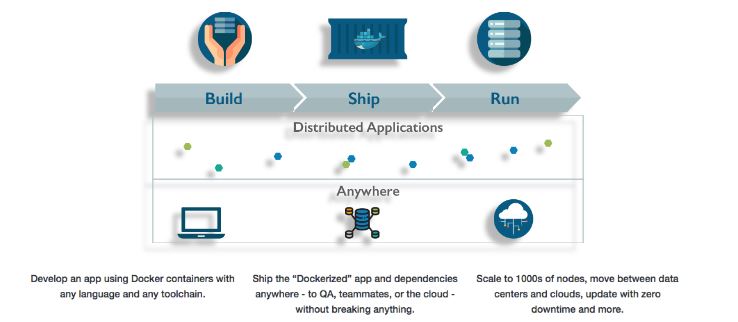 Build Ship Run
Distributed Applications
Anywhere
Develop an app using Docker containers with
any language and any toolchain.
Ship the “Dockerized” app and dependencies
anywhere - to QA, teammates, or the cloud -
without breaking anything.
Scale to 1000s of nodes, move between data
centers and clouds, update with zero
downtime and more.